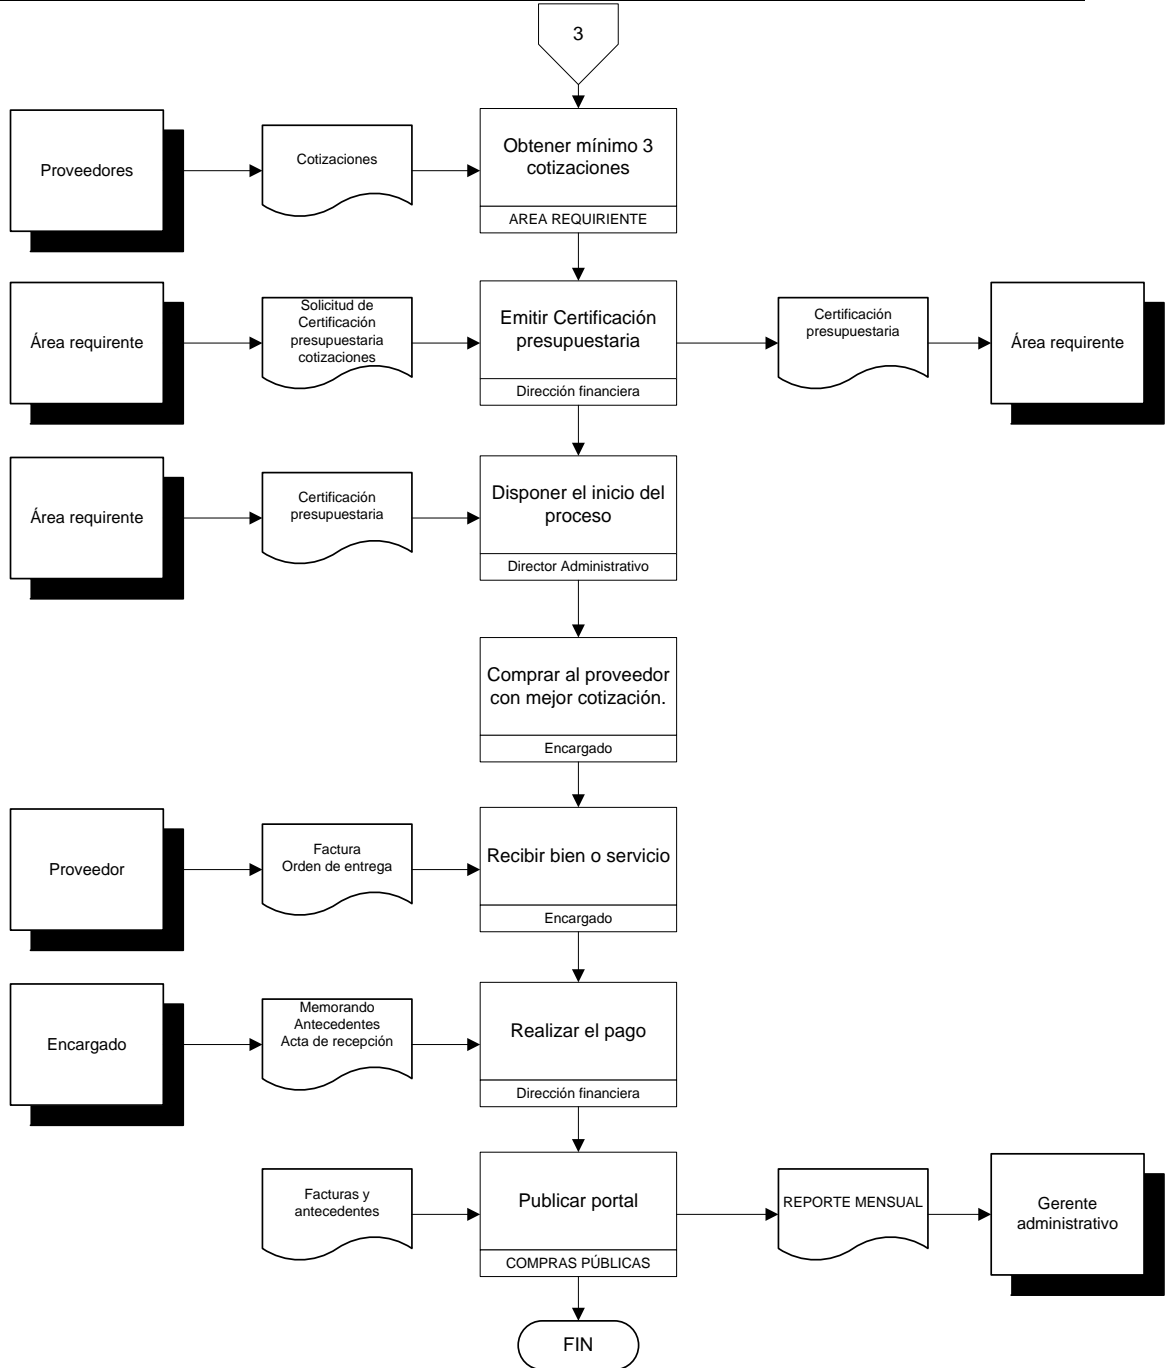 3
Proveedores
Cotizaciones
Obtener mínimo 3
cotizaciones
AREA REQUIRIENTE
Área requirente
Solicitud de
Certificación
presupuestaria
cotizaciones
Emitir Certificación
presupuestaria
Dirección financiera
Certificación
presupuestaria
Área requirente
Área requirente
Certificación
presupuestaria
Disponer el inicio del
proceso
Director Administrativo
Comprar al proveedor
con mejor cotización.
Encargado
Proveedor
Factura
Orden de entrega
Recibir bien o servicio
Encargado
Encargado
Memorando
Antecedentes
Acta de recepción
Realizar el pago
Dirección financiera
Facturas y
antecedentes
Publicar portal
COMPRAS PÚBLICAS
REPORTE MENSUAL
Gerente
administrativo
FIN